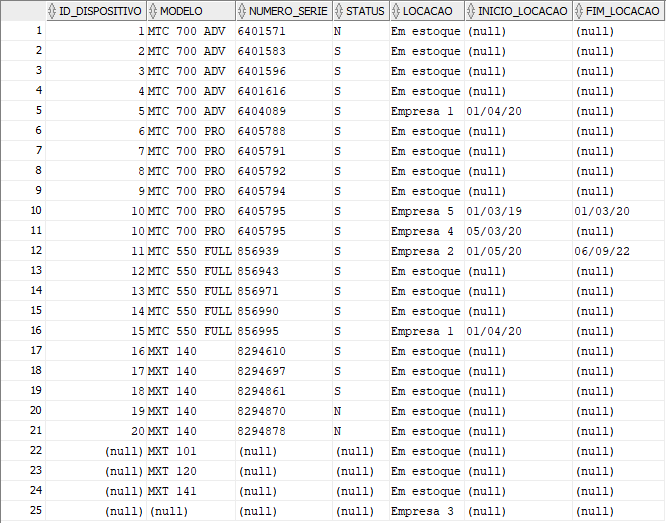 ID_DISPOSITIVO MODELO NUMERO_SERIE STATUS LOCACAO INICIO_LOCACAO FIM_LOCACAO
1 1 MTC 700 ADV 6401571 N Em estoque (null) (null)
2 2 MTC 700 ADV 6401583 S Em estoque (null) (null)
3 3 MTC 700 ADV 6401596 S Em estoque (null) (null)
4 4 MTC 700 ADV 6401616 S Em estoque (null) (null)
5 5 MTC 700 ADV 6404089 S Empresa 1 01/04/20 (null)
6 6 MTC 700 PRO 6405788 S Em estoque (null) (null)
7 7 MTC 700 PRO 6405791 S Em estoque (null) (null)
8 8 MTC 700 PRO 6405792 S Em estoque (null) (null)
9 9 MTC 700 PRO 6405794 S Em estoque (null) (null)
10 10 MTC 700 PRO 6405795 S Empresa 5 01/03/19 01/03/20
11 10 MTC 700 PRO 6405795 S Empresa 4 05/03/20 (null)
12 11 MTC 550 FULL 856939 S Empresa 2 01/05/20 06/09/22
13 12 MTC 550 FULL 856943 S Em estoque (null) (null)
14 13 MTC 550 FULL 856971 S Em estoque (null) (null)
15 14 MTC 550 FULL 856990 S Em estoque (null) (null)
16 15 MTC 550 FULL 856995 S Empresa 1 01/04/20 (null)
17 16 MXT 140 8294610 S Em estoque (null) (null)
18 17 MXT 140 8294697 S Em estoque (null) (null)
19 18 MXT 140 8294861 S Em estoque (null) (null)
20 19 MXT 140 8294870 N Em estoque (null) (null)
21 20 MXT 140 8294878 N Em estoque (null) (null)
22 (null) MXT 101 (null) (null) Em estoque (null) (null)
23 (null) MXT 120 (null) (null) Em estoque (null) (null)
24 (null) MXT 141 (null) (null) Em estoque (null) (null)
25 (null) (null) (null) (null) Empresa 3 (null) (null)